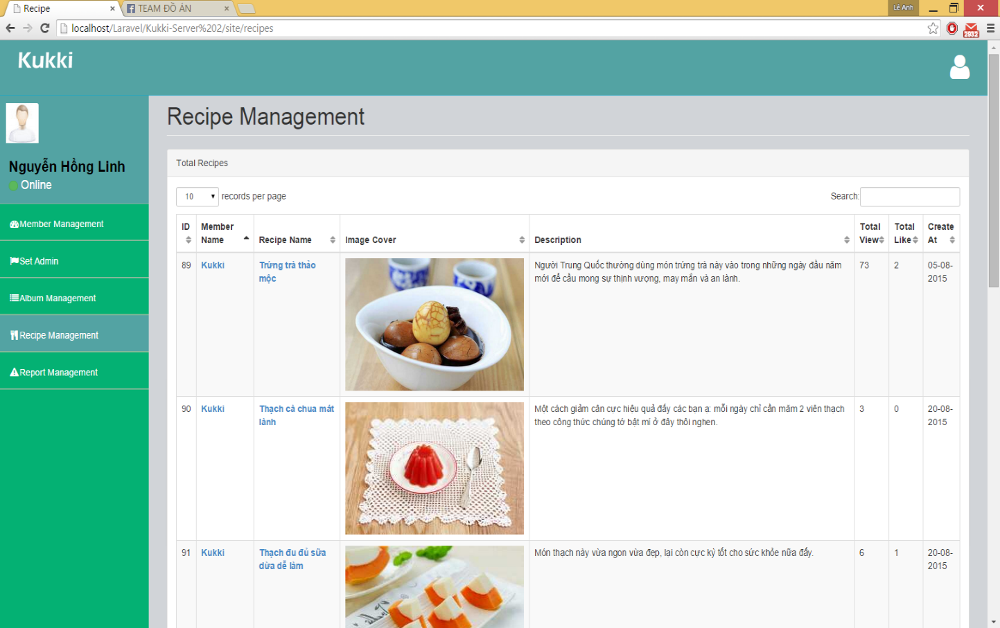 Recipe
TEAM ĐỒ ÁN
Lê Anh
localhost/Laravel/Kukki-Server%202/site/recipes
2932
Kukki
Nguyễn Hồng Linh
Online
Member Management
Set Admin
Album Management
Recipe Management
Report Management
Recipe Management
Total Recipes
10 records per page
Search:
ID
Member Name
Recipe Name
Image Cover
Description
Total View
Total Like
Create At
89
Kukki
Trứng trà thảo
mộc
Người Trung Quốc thường dùng món trứng trà này vào trong những ngày đầu năm
mới để cầu mong sự thịnh vượng, may mắn và an lành.
73
2
05-08-
2015
90
Kukki
Thạch cà chua mát
lành
Một cách giảm cân cực hiệu quả đấy các bạn ạ: mỗi ngày chỉ cần măm 2 viên thạch
theo công thức chúng tớ bật mí ở đây thôi nghen.
3
0
20-08-
2015
91
Kukki
Thạch đu đủ sữa
dừa dễ làm
Món thạch này vừa ngon vừa đẹp, lại còn cực kỳ tốt cho sức khỏe nữa đấy.
6
1
20-08-
2015